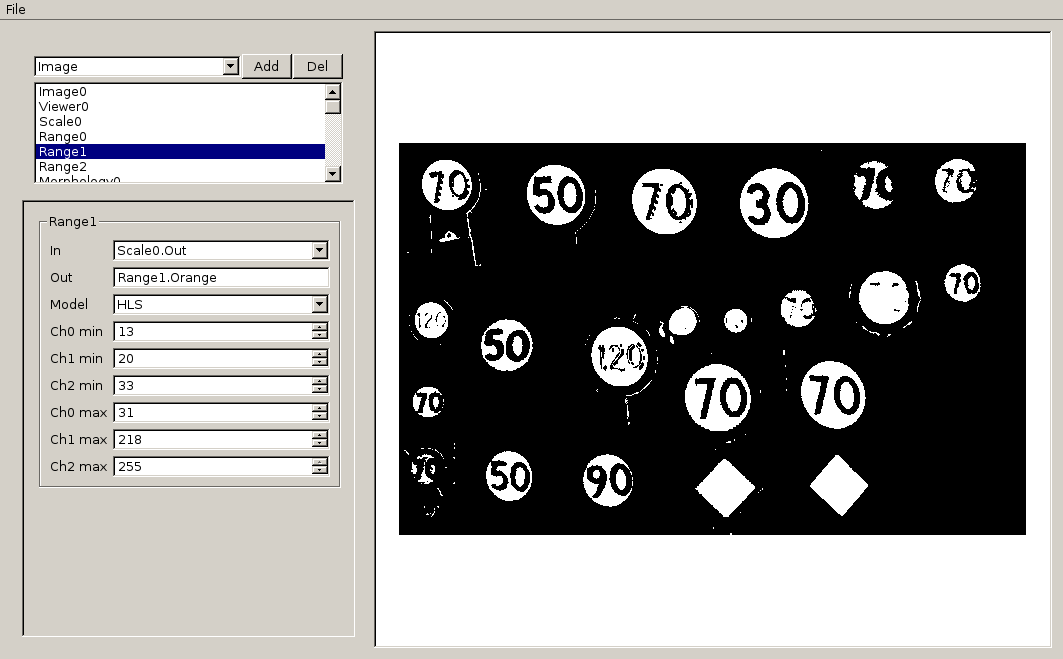 File
Image Add Del
Image0
Viewer0
Scale0
Range0
Range1
Range2
Morphology0
Range1
In Scale0.Out
Out Range1.Orange
Model HLS
Ch0 min 13
Ch1 min 20
Ch2 min 33
Ch0 max 31
Ch1 max 218
Ch2 max 255
70 50 70 30 70 70
70 70
120 50 120
70 70 70
70 50 90